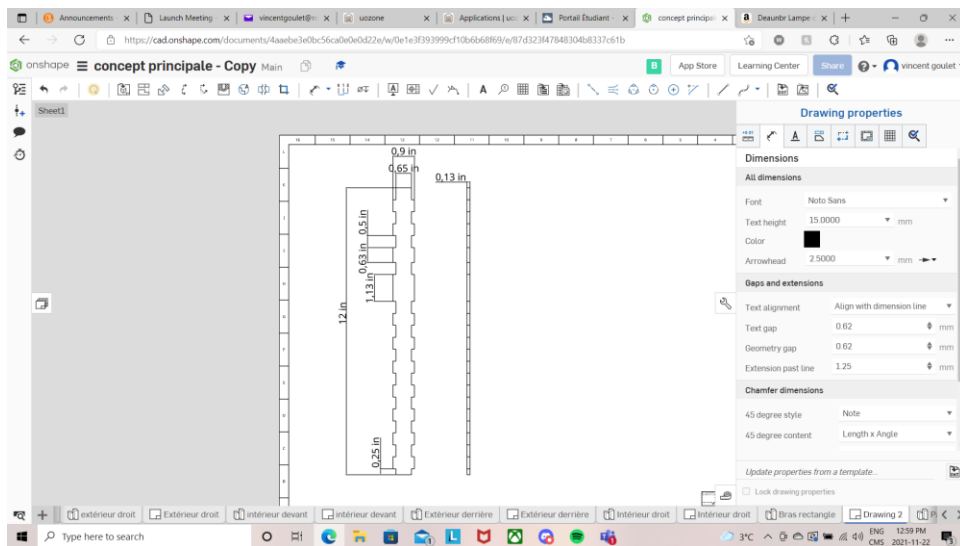 Announcements -
Launch Meeting -
vincentgoulet@
uozone
Applications | uo
Portail Étudiant -
concept principa
Deaunbr Lampe
https://cad.onshape.com/documents/4aaebe3e0bc56ca0e0e0d22e/w/0e1e3f393999cf10b6b68f69/e/87d323f47848304b8337c61b
onshape concept principale - Copy Main
App Store
Learning Center
Share
vincent goulet
Sheet1
Drawing properties
Dimensions
All dimensions
Font Noto Sans
Text height 15.0000 mm
Color
Arrowhead 2.5000 mm
Gaps and extensions
Text alignment Align with dimension line
Text gap 0.62 mm
Geometry gap 0.62 mm
Extension past line 1.25 mm
Chamfer dimensions
45 degree style Note
45 degree content Length x Angle
Update properties from a template...
Lock drawing properties
0,9 in
0,65 in
0,13 in
0,5 in
0,63 in
1,13 in
12 in
0,25 in
extérieur droit
Extérieur droit
intérieur devant
intérieur devant
Extérieur derrière
Extérieur derrière
Intérieur droit
Intérieur droit
Bras rectangle
Drawing 2
Type here to search
3°C
ENG
CMS
12:59 PM
2021-11-22